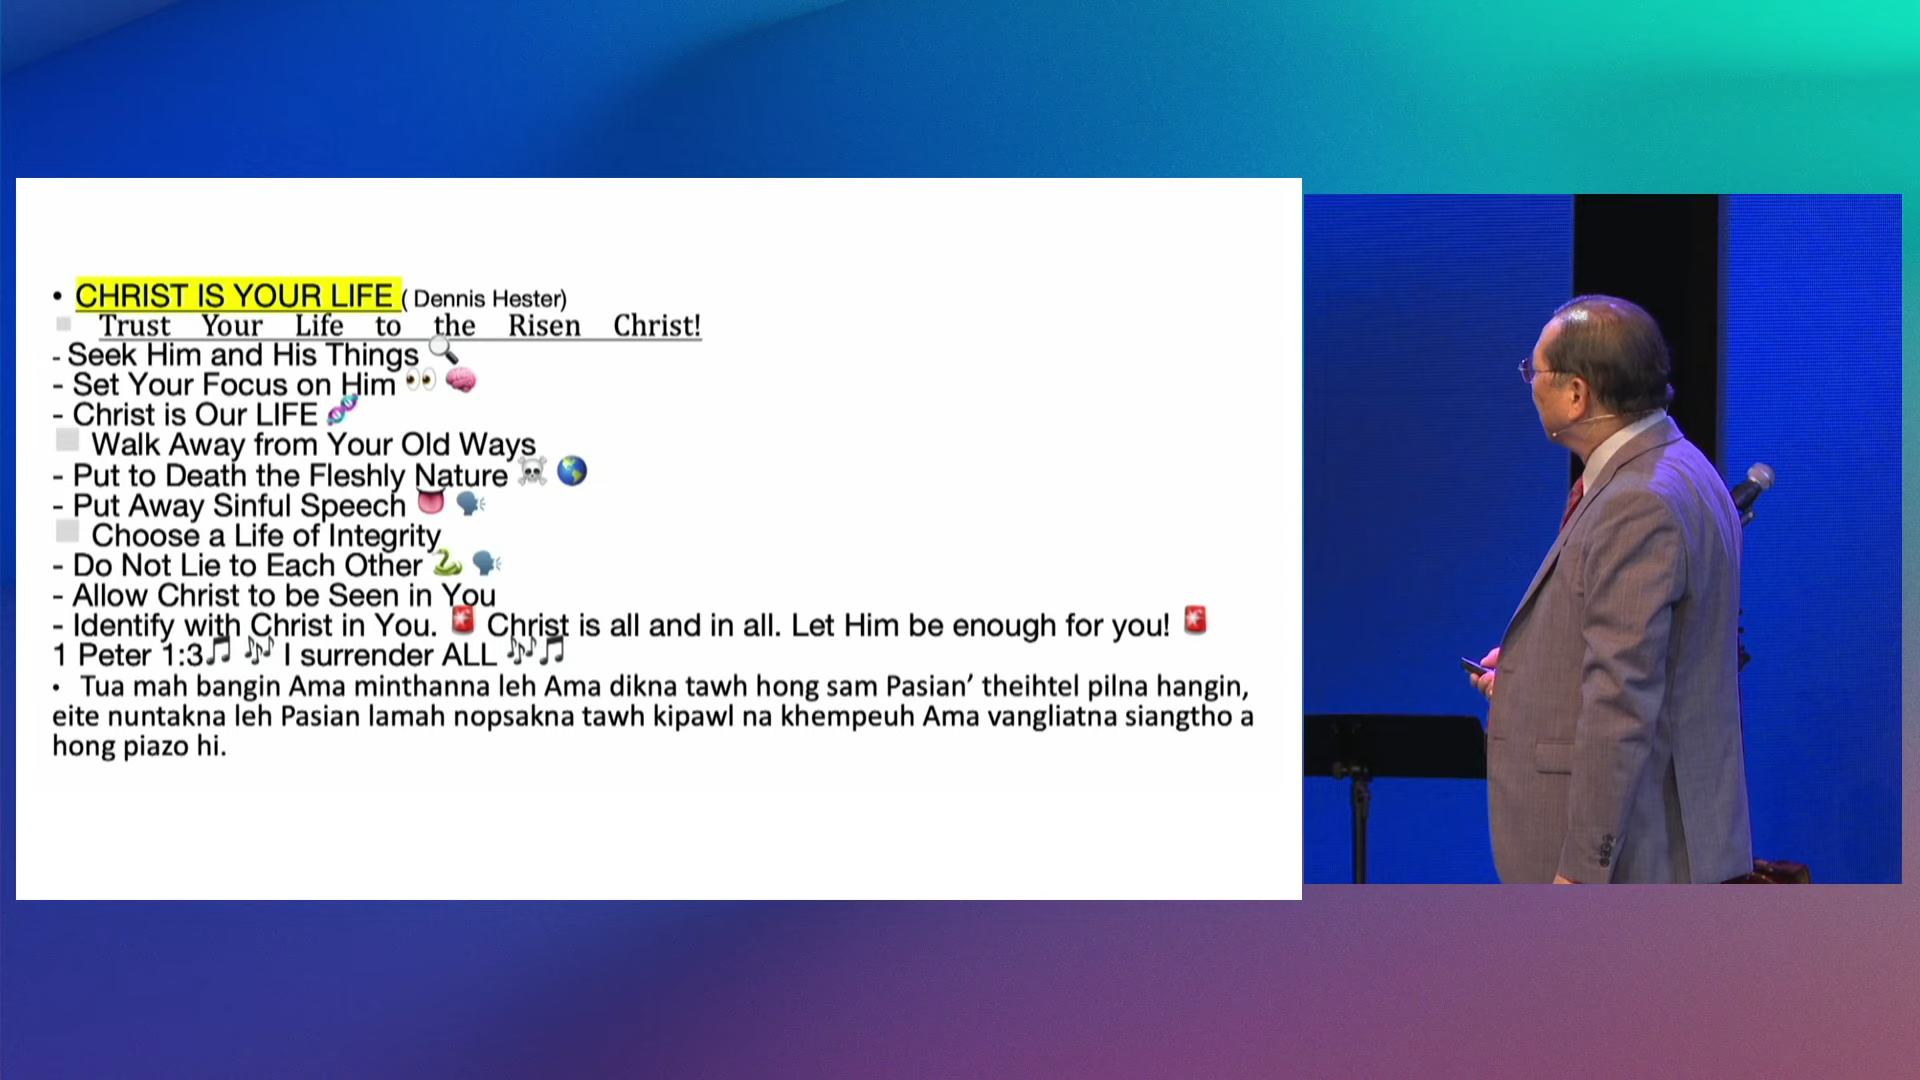 • CHRIST IS YOUR LIFE ( Dennis Hester)
Trust Your Life to the Risen Christ!
- Seek Him and His Things 🔍
- Set Your Focus on Him 👀 🧠
- Christ is Our LIFE 🧬
Walk Away from Your Old Ways
- Put to Death the Fleshly Nature ☠️ 🌎
- Put Away Sinful Speech 👅 🗣️
Choose a Life of Integrity
- Do Not Lie to Each Other 🐍 🗣️
- Allow Christ to be Seen in You
- Identify with Christ in You. 🚨 Christ is all and in all. Let Him be enough for you! 🚨
1 Peter 1:3🎵 🎶 I surrender ALL 🎶🎵
• Tua mah bangin Ama minthanna leh Ama dikna tawh hong sam Pasian’ theihtel pilna hangin,
eite nuntakna leh Pasian lamah nopsakna tawh kipawl na khempeuh Ama vangliatna siangtho a
hong piazo hi.